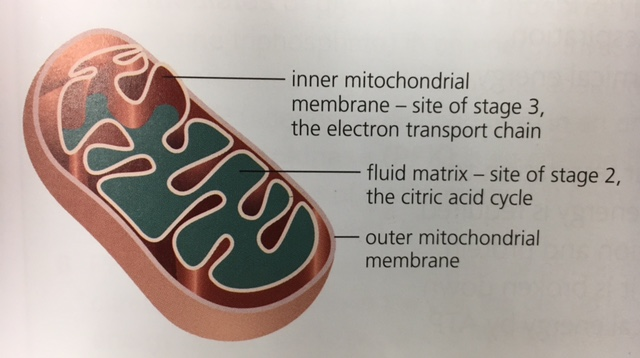 inner mitochondrial
membrane – site of stage 3,
the electron transport chain
fluid matrix – site of stage 2,
the citric acid cycle
outer mitochondrial
membrane